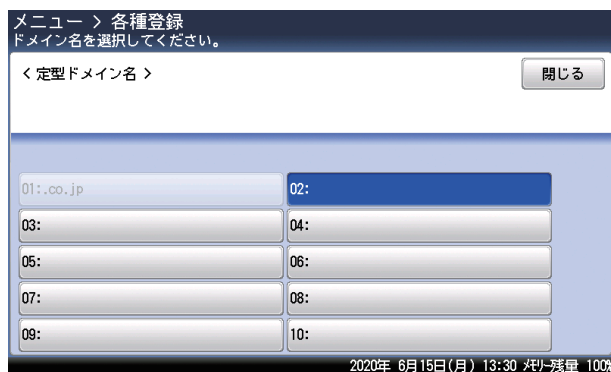 メニュー > 各種登録
ドメイン名を選択してください。
< 定型ドメイン名 >
閉じる
01:.co.jp
02:
03:
04:
05:
06:
07:
08:
09:
10:
2020年 6月15日(月) 13:30 ﾒﾓﾘｰ残量 100%